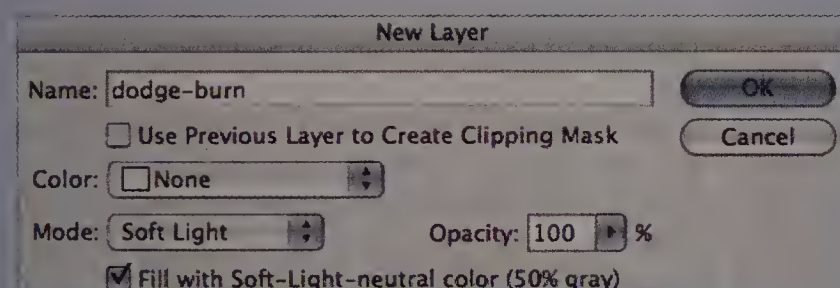 New Layer
Name: dodge-burn
OK
Use Previous Layer to Create Clipping Mask
Cancel
Color: None
Mode: Soft Light Opacity: 100 %
Fill with Soft-Light-neutral color (50% gray)